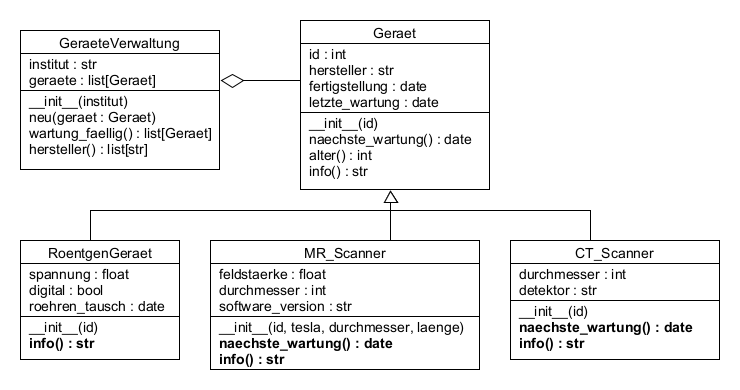 GeraeteVerwaltung
institut : str
geraete : list[Geraet]
__init__(institut)
neu(geraet : Geraet)
wartung_faellig() : list[Geraet]
hersteller() : list[str]
Geraet
id : int
hersteller : str
fertigstellung : date
letzte_wartung : date
__init__(id)
naechste_wartung() : date
alter() : int
info() : str
RoentgenGeraet
spannung : float
digital : bool
roehren_tausch : date
__init__(id)
info() : str
MR_Scanner
feldstaerke : float
durchmesser : int
software_version : str
__init__(id, tesla, durchmesser, laenge)
naechste_wartung() : date
info() : str
CT_Scanner
durchmesser : int
detektor : str
__init__(id)
naechste_wartung() : date
info() : str